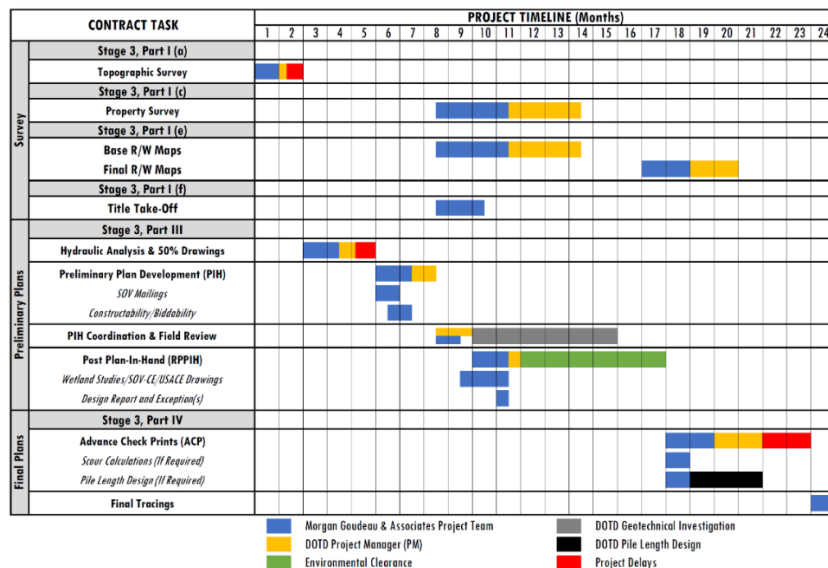 CONTRACT TASK
PROJECT TIMELINE (Months)
1 2 3 4 5 6 7 8 9 10 11 12 13 14 15 16 17 18 19 20 21 22 23 24
Survey
Stage 3, Part I (a)
Topographic Survey
Stage 3, Part I (c)
Property Survey
Stage 3, Part I (e)
Base R/W Maps
Final R/W Maps
Stage 3, Part I (f)
Title Take-Off
Preliminary Plans
Stage 3, Part III
Hydraulic Analysis & 50% Drawings
Preliminary Plan Development (PIH)
SOV Mailings
Constructability/Biddability
PIH Coordination & Field Review
Post Plan-In-Hand (RPPIH)
Wetland Studies/SOV-CE/USACE Drawings
Design Report and Exception(s)
Final Plans
Stage 3, Part IV
Advance Check Prints (ACP)
Scour Calculations (If Required)
Pile Length Design (If Required)
Final Tracings
Morgan Goudeau & Associates Project Team
DOTD Project Manager (PM)
Environmental Clearance
DOTD Geotechnical Investigation
DOTD Pile Length Design
Project Delays